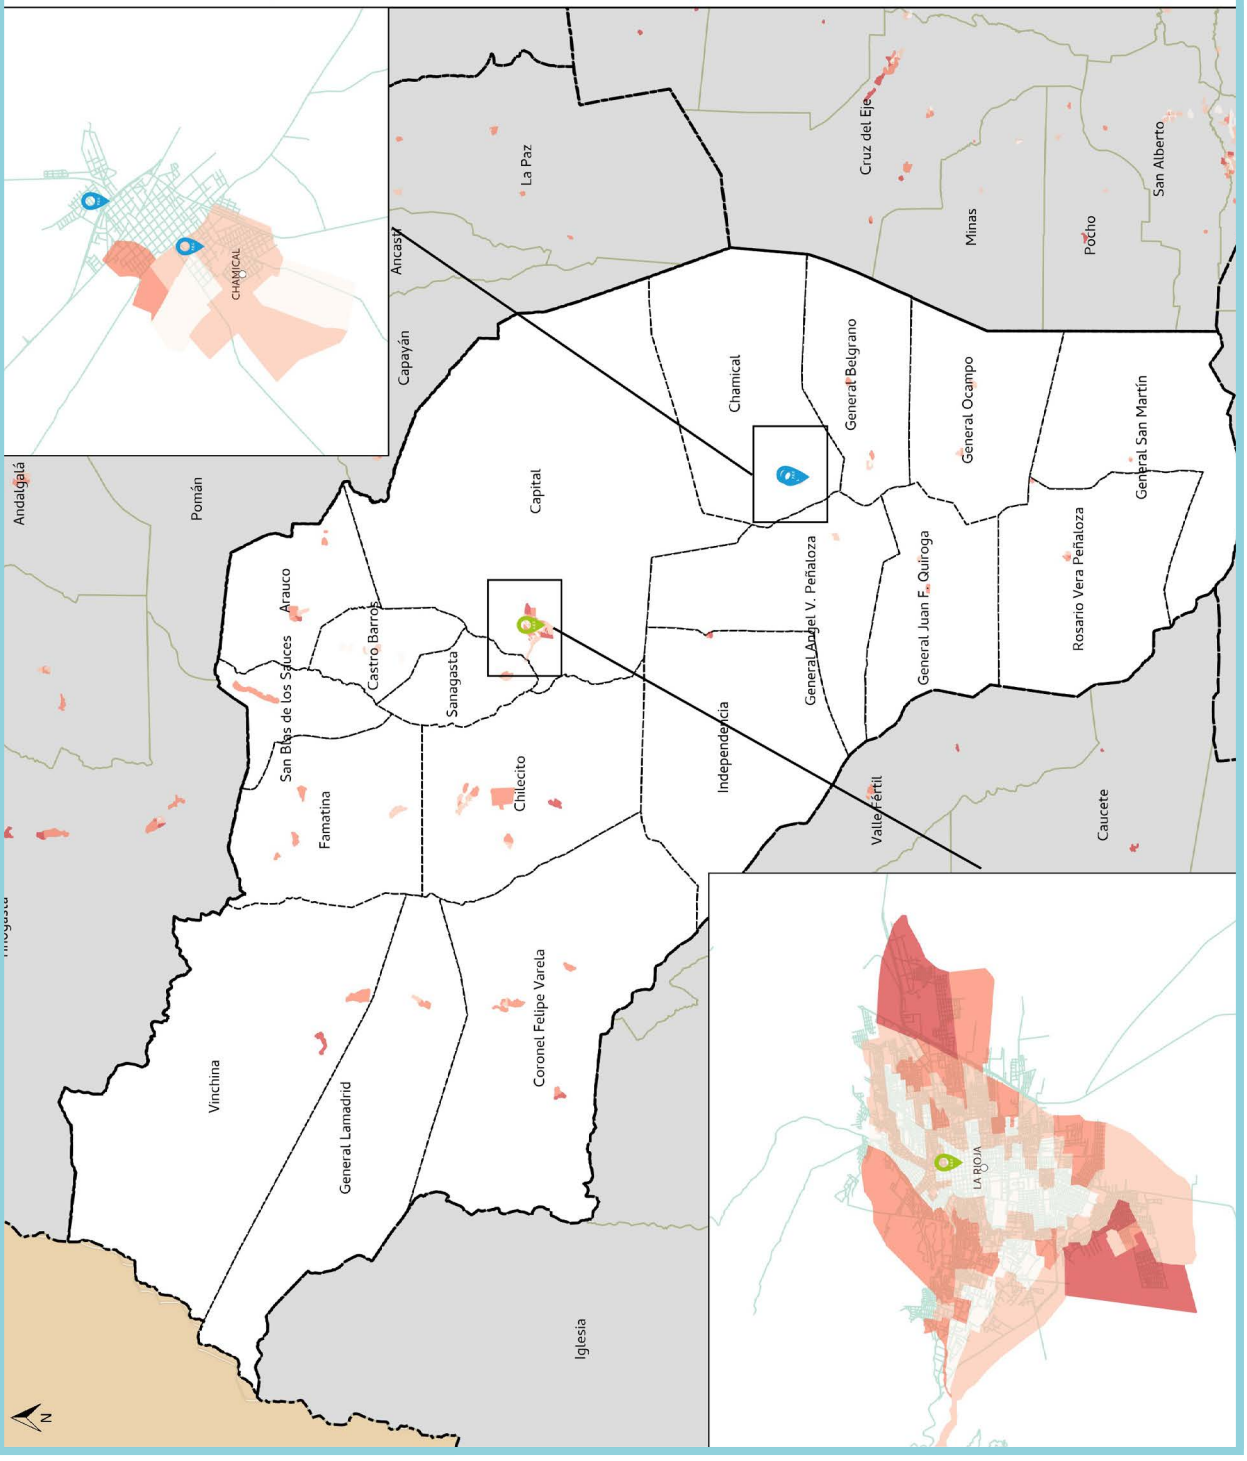 N
Andalgalá
Pomán
Vinchina
CHAMICAL
San Blas de los Sauces
Arauco
Famatina
General Lamadrid
Castro Barros
Ancasti
Capayán
Sanagasta
Chilecito
La Paz
Capital
Coronel Felipe Varela
Iglesia
Independencia
Chamical
General Angel V. Peñaloza
General Belgrano
Cruz del Eje
Valle Fértil
General Juan F. Quiroga
General Ocampo
Minas
LA RIOJA
Rosario Vera Peñaloza
Pocho
Caucete
General San Martín
San Alberto